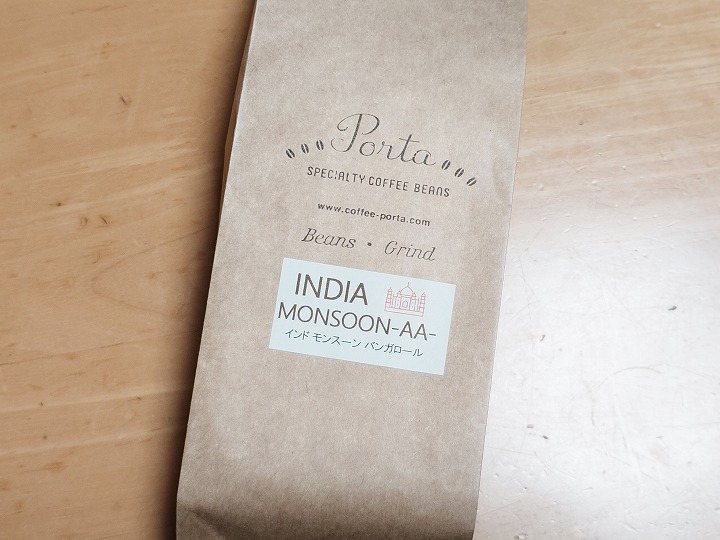 Porta
SPECIALTY COFFEE BEANS
www.coffee-porta.com
Beans・Grind
INDIA
MONSOON-AA-
インド モンスーン バンガロール